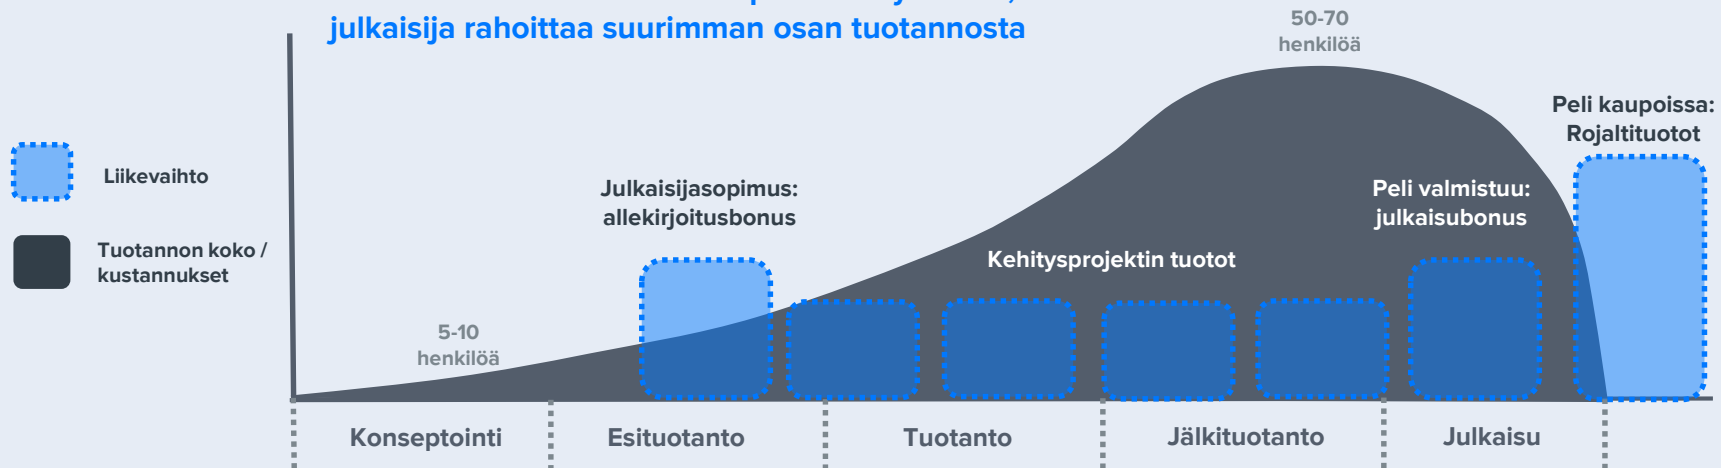 julkaisija rahoittaa suurimman osan tuotannosta
50-70
henkilöä
Peli kaupoissa:
Rojaltituotot
Liikevaihto
Julkaisijasopimus:
allekirjoitusbonus
Peli valmistuu:
julkaisubonus
Tuotannon koko /
kustannukset
Kehitysprojektin tuotot
5-10
henkilöä
Konseptointi
Esituotanto
Tuotanto
Jälkituotanto
Julkaisu